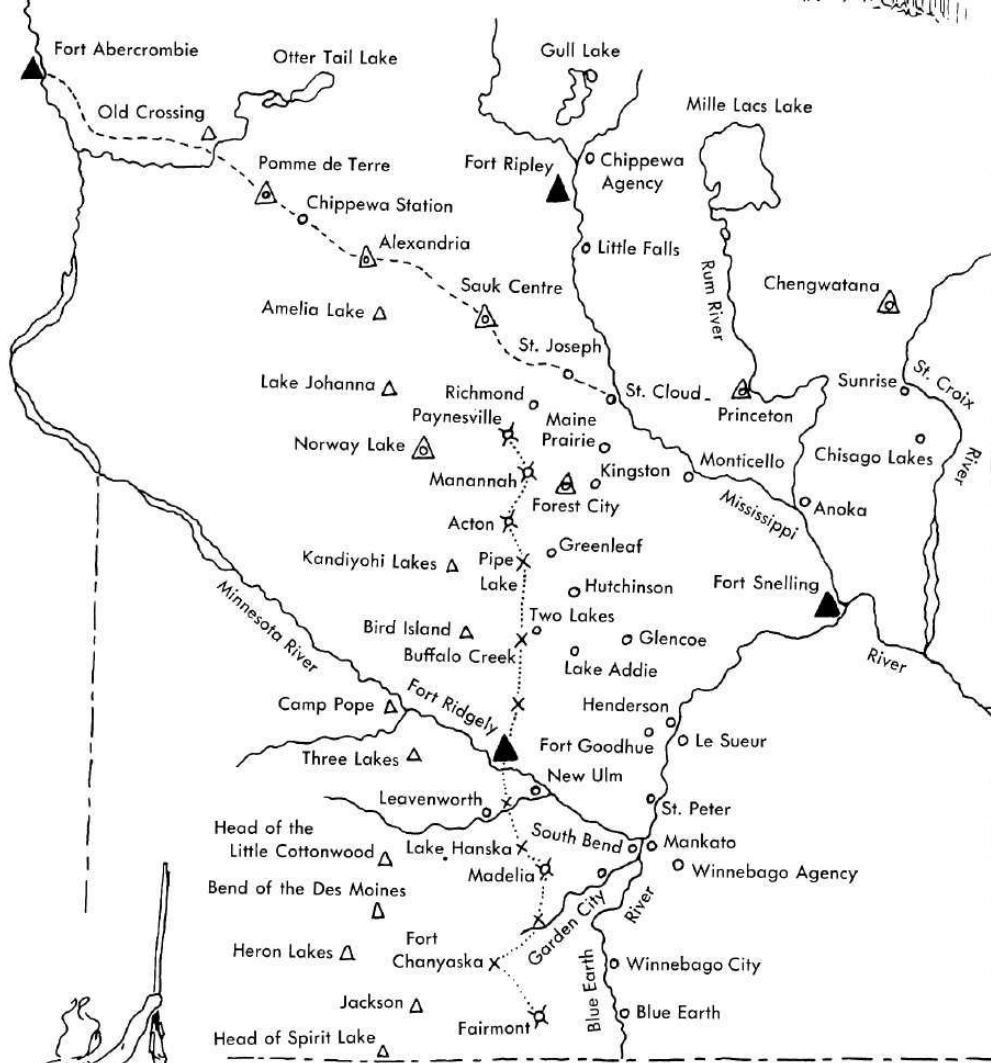 Fort Abercrombie
Otter Tail Lake
Gull Lake
Old Crossing
Mille Lacs Lake
Pomme de Terre
Fort Ripley
Chippewa
Agency
Chippewa Station
Alexandria
Little Falls
Rum River
Sauk Centre
Chengwatana
Amelia Lake
St. Joseph
Lake Johanna
Richmond
St. Cloud
Sunrise
St. Croix
River
Paynesville
Maine
Prairie
Princeton
Norway Lake
Monticello
Chisago Lakes
Manannah
Kingston
Forest City
Mississippi
Anoka
Acton
Greenleaf
Kandiyohi Lakes
Pipe
Lake
Hutchinson
Fort Snelling
Minnesota River
Two Lakes
Bird Island
Buffalo Creek
Glencoe
Lake Addie
River
Camp Pope
Fort Ridgely
Henderson
Three Lakes
Fort Goodhue
Le Sueur
New Ulm
Leavenworth
St. Peter
Head of the
Little Cottonwood
Lake Hanska
South Bend
Mankato
Madelia
Winnebago Agency
Bend of the Des Moines
Garden City
River
Heron Lakes
Fort
Chanyaska
Blue Earth
Winnebago City
Jackson
Fairmont
Blue Earth
Head of Spirit Lake